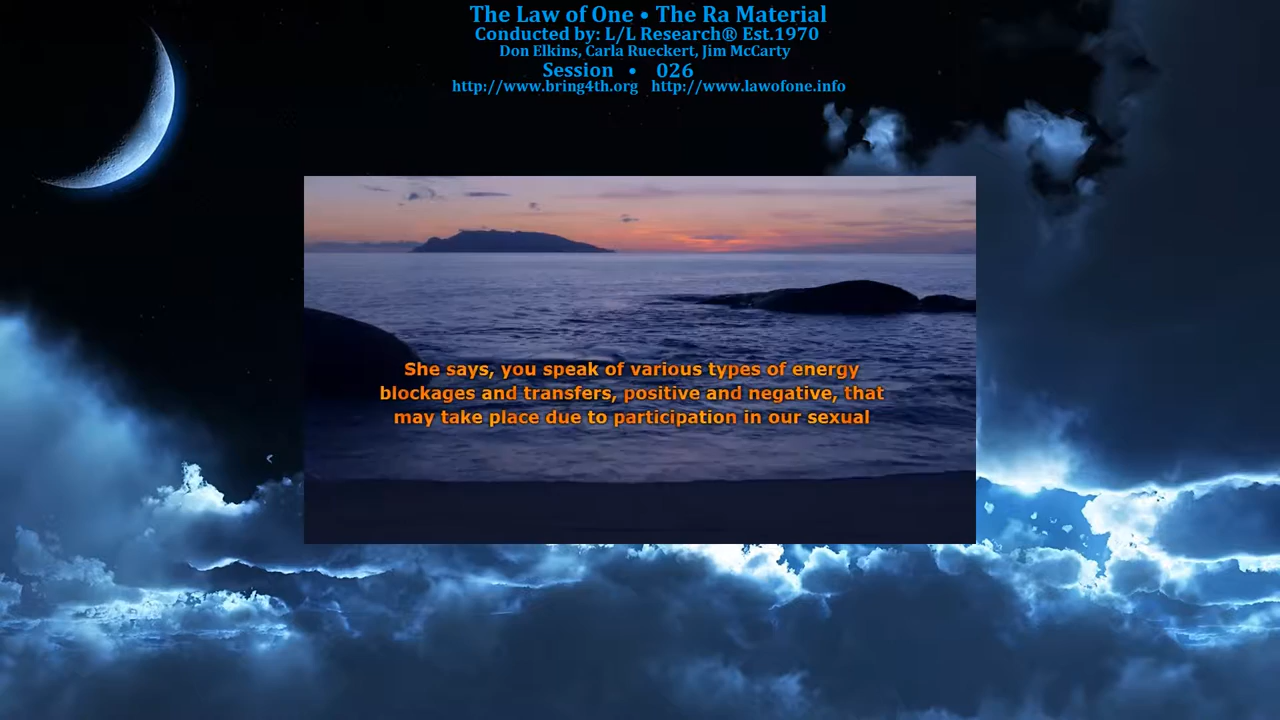 The Law of One • The Ra Material
Conducted by: L/L Research® Est.1970
Don Elkins, Carla Rueckert, Jim McCarty
Session • 026
http://www.bring4th.org http://www.lawofone.info
She says, you speak of various types of energy
blockages and transfers, positive and negative, that
may take place due to participation in our sexual